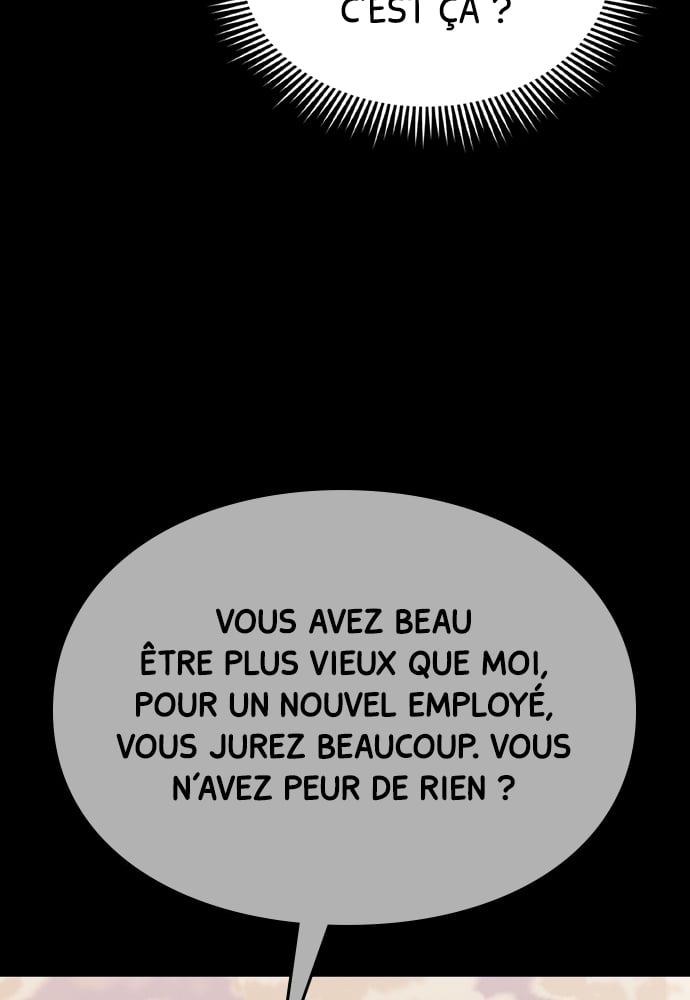 C'EST ÇA ?
VOUS AVEZ BEAU
ÊTRE PLUS VIEUX QUE MOI,
POUR UN NOUVEL EMPLOYÉ,
VOUS JUREZ BEAUCOUP. VOUS
N'AVEZ PEUR DE RIEN ?